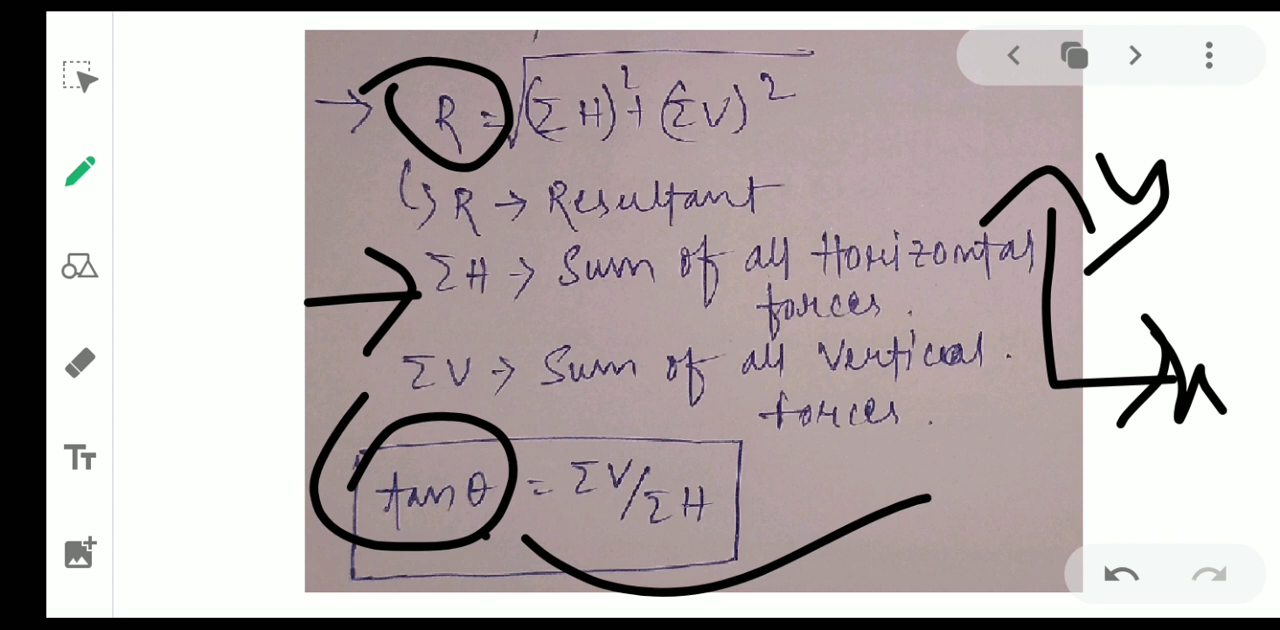 → R = √(ΣH)² + (ΣV)²
↳ R → Resultant
ΣH → Sum of all Horizontal
forces.
ΣV → Sum of all Vertical.
forces.
tan θ = ΣV/ΣH
y
x
TT